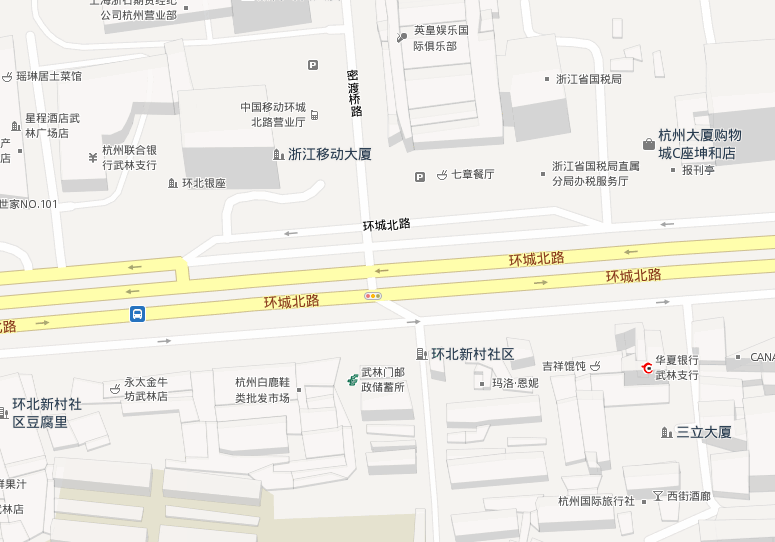 上海浙石期货经纪
公司杭州营业部
英皇娱乐国
际俱乐部
瑶琳居士菜馆
密渡桥路
浙江省国税局
中国移动环城
北路营业厅
星程酒店武
林广场店
产
店
杭州联合银
行武林支行
浙江移动大厦
杭州大厦购物
城C座坤和店
环北银座
七章餐厅
浙江省国税局直属
分局办税服务厅
报刊亭
世家NO.101
环城北路
环城北路
环城北路
环城北路
北路
环北新村社区
吉祥馄饨
华夏银行
武林支行
CANA
永太金牛
坊武林店
杭州白鹿鞋
类批发市场
武林门邮
政储蓄所
玛洛·恩妮
环北新村社
区豆腐里
三立大厦
鲜果汁
武林店
杭州国际旅行社
西街酒廊